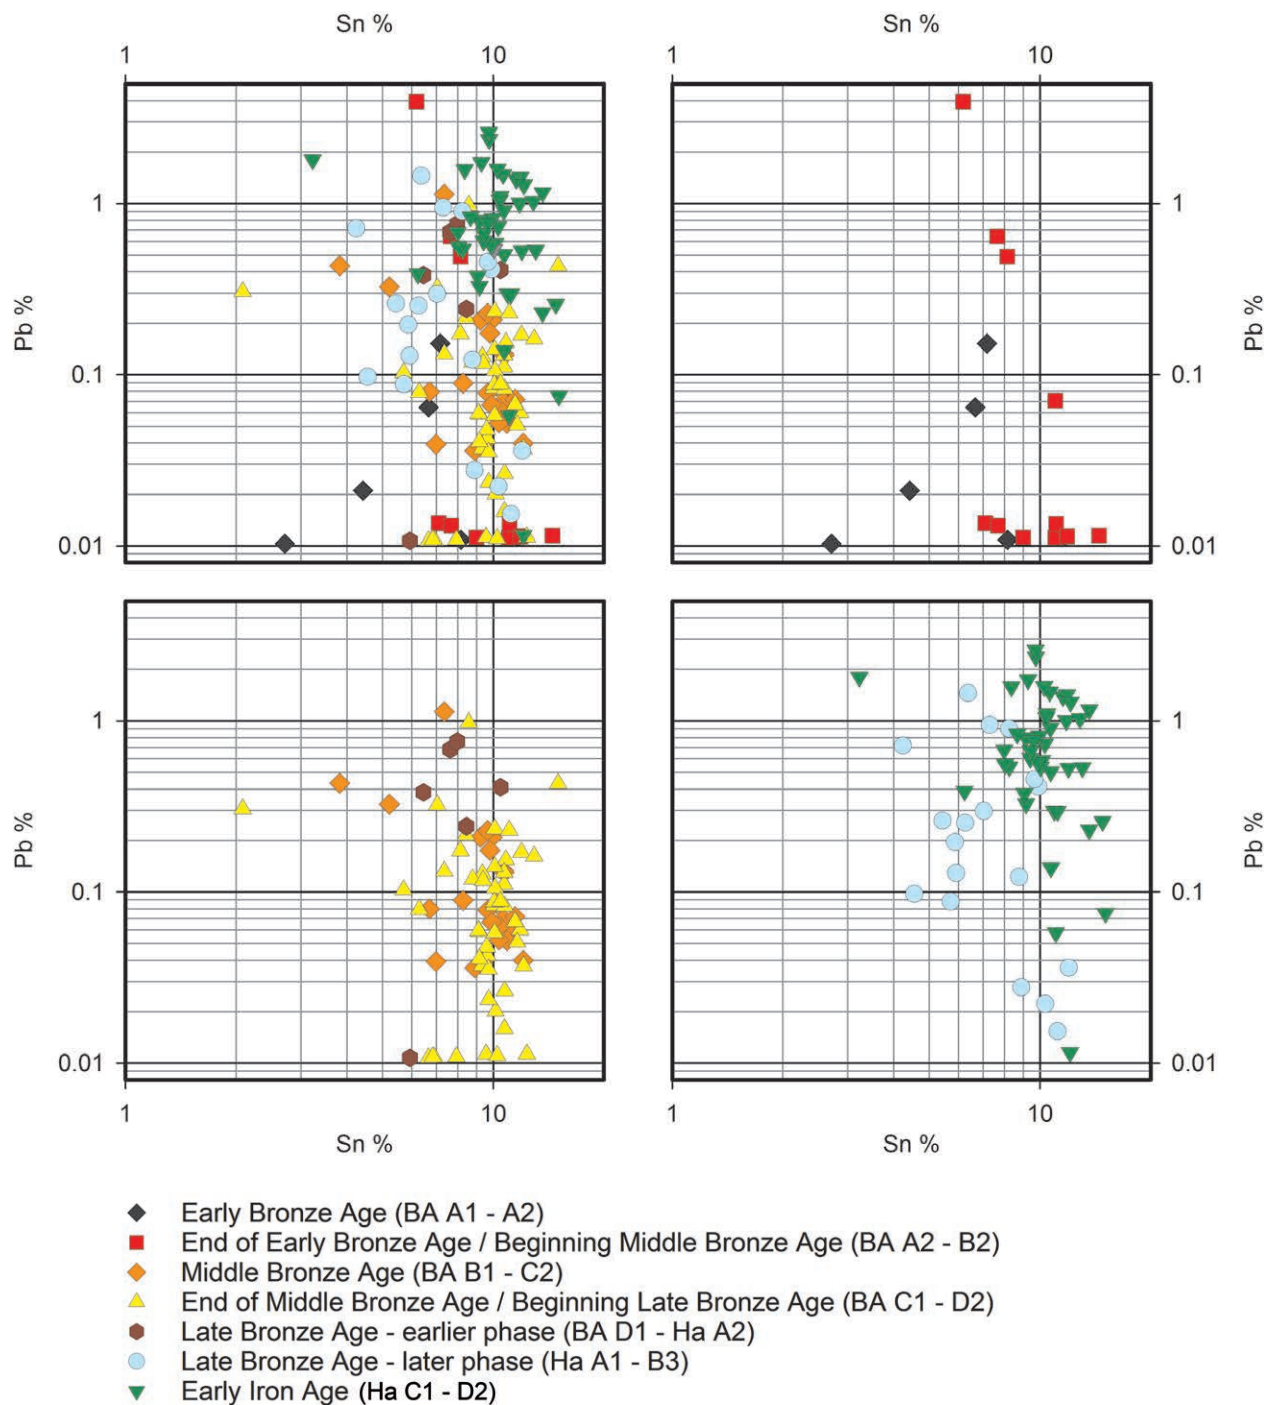 Sn %
Sn %
1
10
1
10
Pb %
1
0.1
0.01
1
0.1
0.01
Pb %
Pb %
1
0.1
0.01
1
0.1
0.01
Pb %
1
10
1
10
Sn %
Sn %
Early Bronze Age (BA A1 - A2)
End of Early Bronze Age / Beginning Middle Bronze Age (BA A2 - B2)
Middle Bronze Age (BA B1 - C2)
End of Middle Bronze Age / Beginning Late Bronze Age (BA C1 - D2)
Late Bronze Age - earlier phase (BA D1 - Ha A2)
Late Bronze Age - later phase (Ha A1 - B3)
Early Iron Age (Ha C1 - D2)